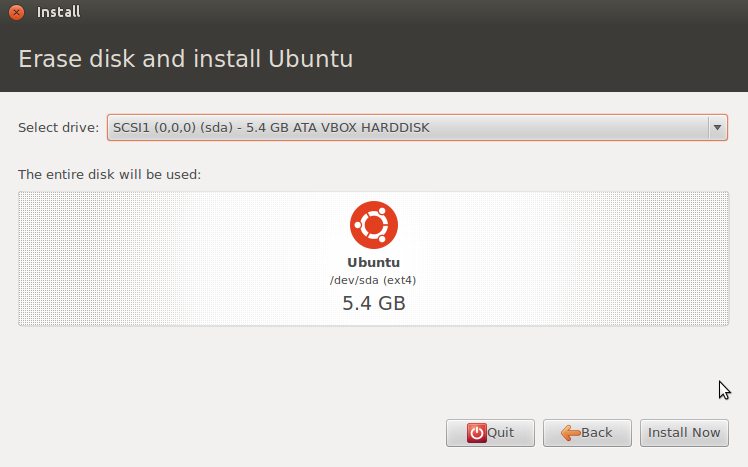 Install
Erase disk and install Ubuntu
Select drive: SCSI1 (0,0,0) (sda) - 5.4 GB ATA VBOX HARDDISK
The entire disk will be used:
Ubuntu
/dev/sda (ext4)
5.4 GB
Quit Back Install Now